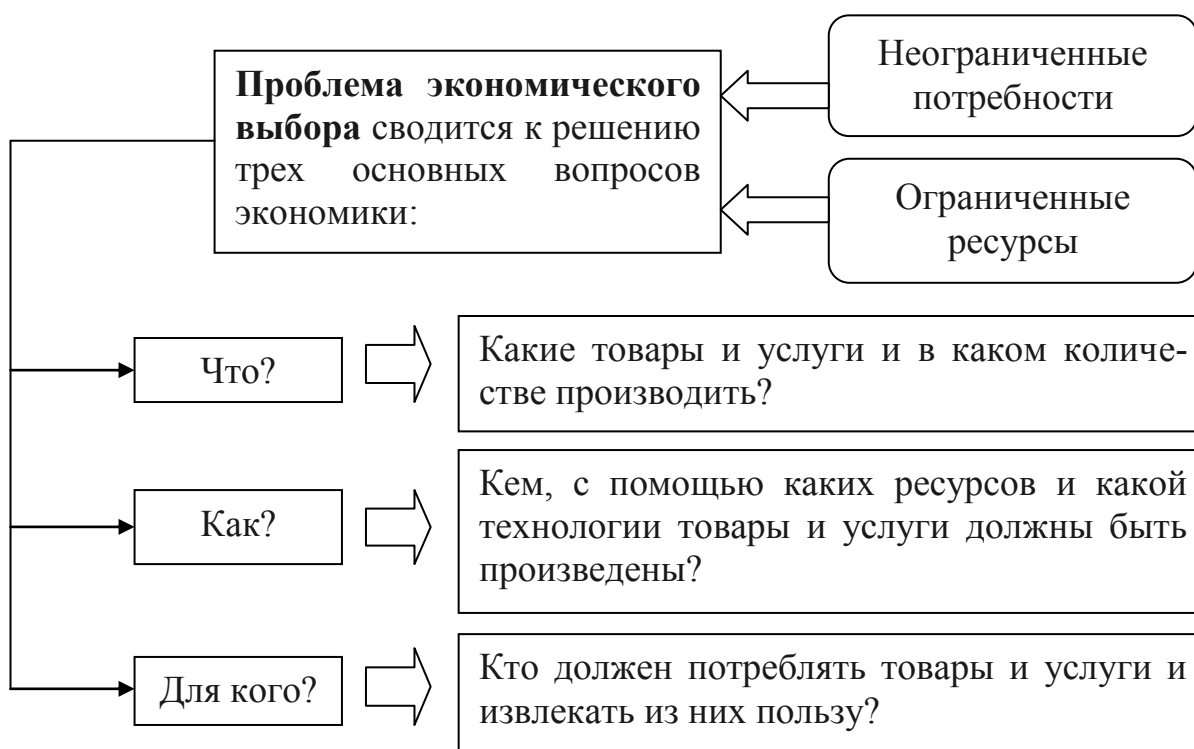 Неограниченные
потребности
Проблема экономического
выбора сводится к решению
трех основных вопросов
экономики:
Ограниченные
ресурсы
Что?
Какие товары и услуги и в каком количе-
стве производить?
Как?
Кем, с помощью каких ресурсов и какой
технологии товары и услуги должны быть
произведены?
Для кого?
Кто должен потреблять товары и услуги и
извлекать из них пользу?